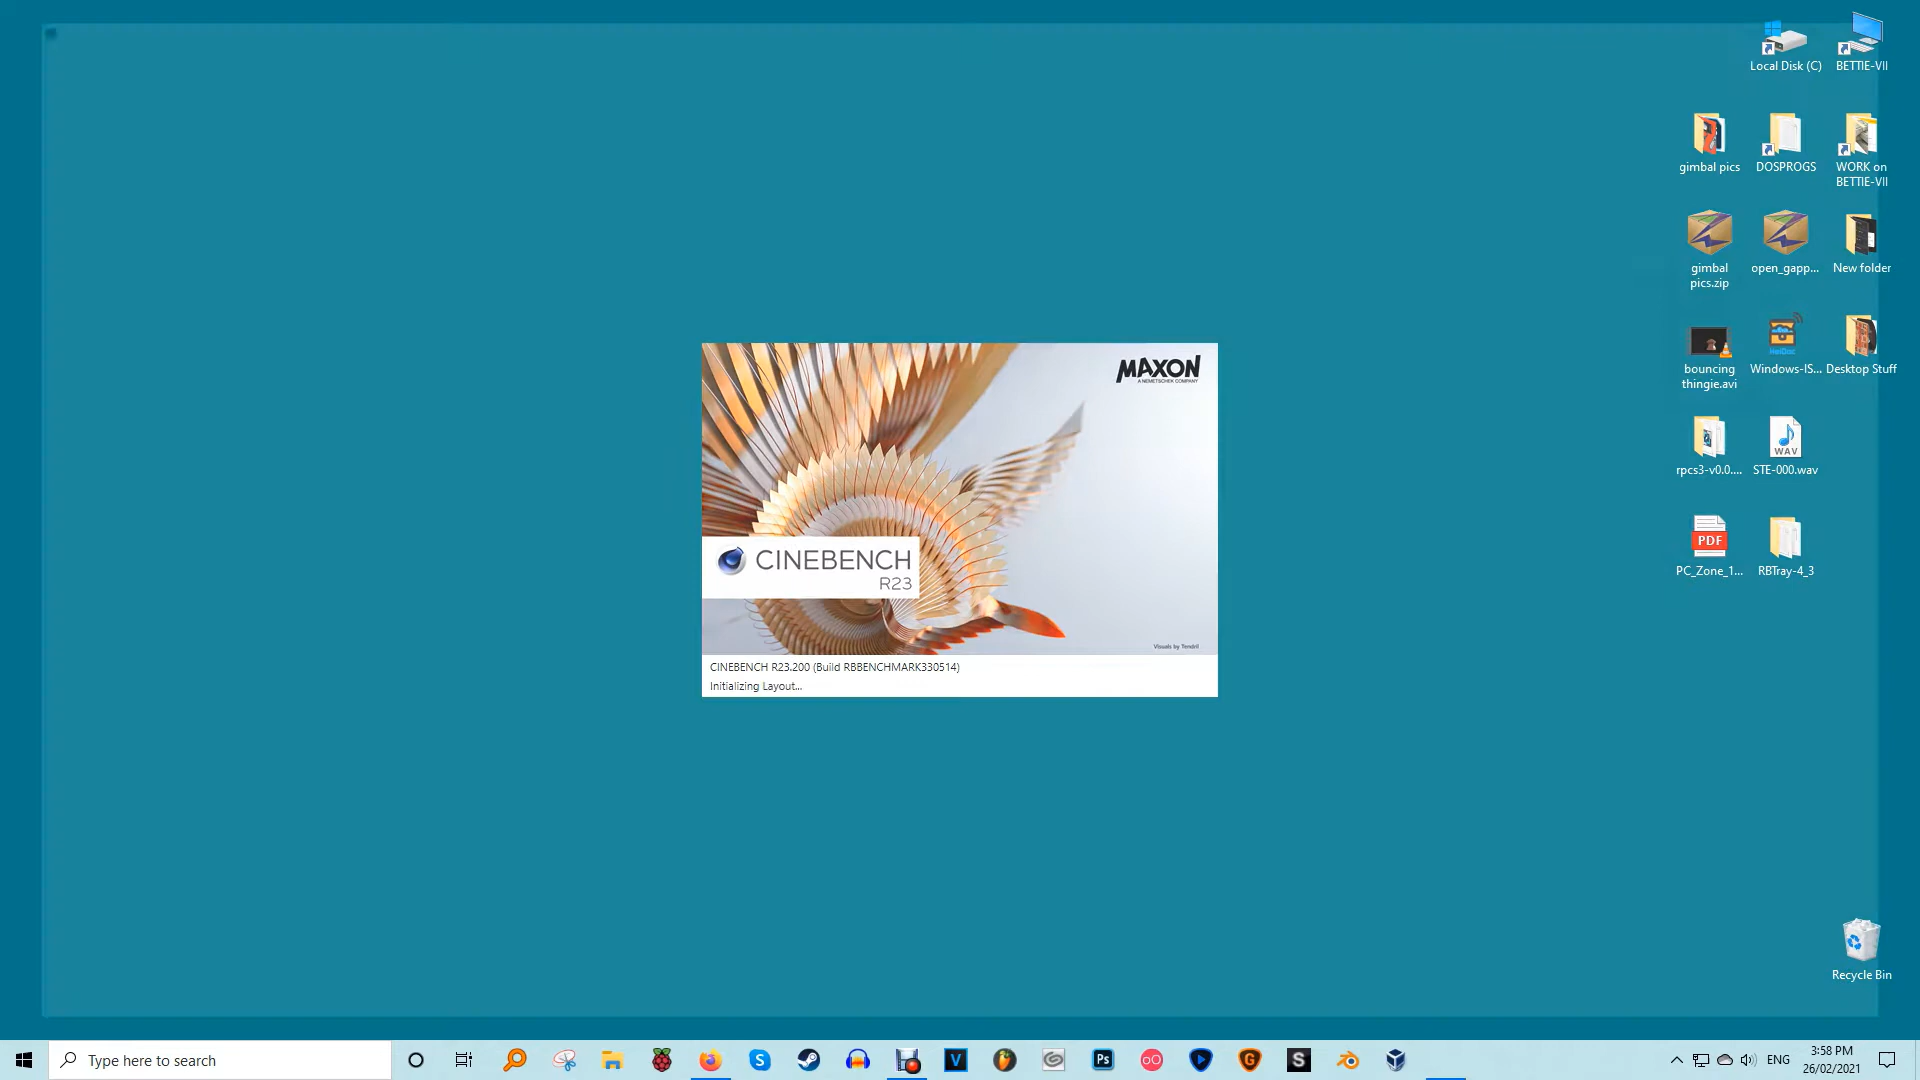 Local Disk (C)
BETTIE-VII
gimbal pics
DOSPROGS
WORK on
BETTIE-VII
gimbal
pics.zip
open_gapp...
New folder
bouncing
thingie.avi
Windows-IS...
Desktop Stuff
rpcs3-v0.0....
WAV
STE-000.wav
PDF
PC_Zone_1...
RBTray-4_3
MAXON
A NEMETSCHEK COMPANY
CINEBENCH
R23
Visuals by Tendril
CINEBENCH R23.200 (Build RBBENCHMARK330514)
Initializing Layout...
Recycle Bin
Type here to search
V
Ps
G
S
ENG
3:58 PM
26/02/2021